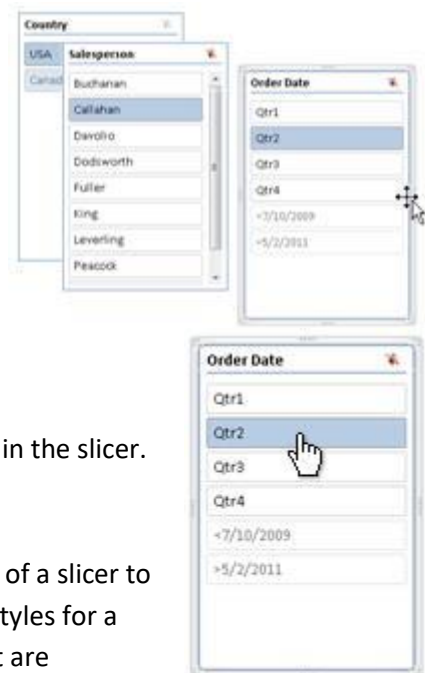 Country
USA
Canad
Salesperson
Buchanan
Callahan
Davolio
Dodsworth
Fuller
King
Leverling
Peacock
Order Date
Qtr1
Qtr2
Qtr3
Qtr4
<7/10/2009
>5/2/2011
Order Date
Qtr1
Qtr2
Qtr3
Qtr4
<7/10/2009
>5/2/2011
in the slicer.
of a slicer to
tyles for a
t are